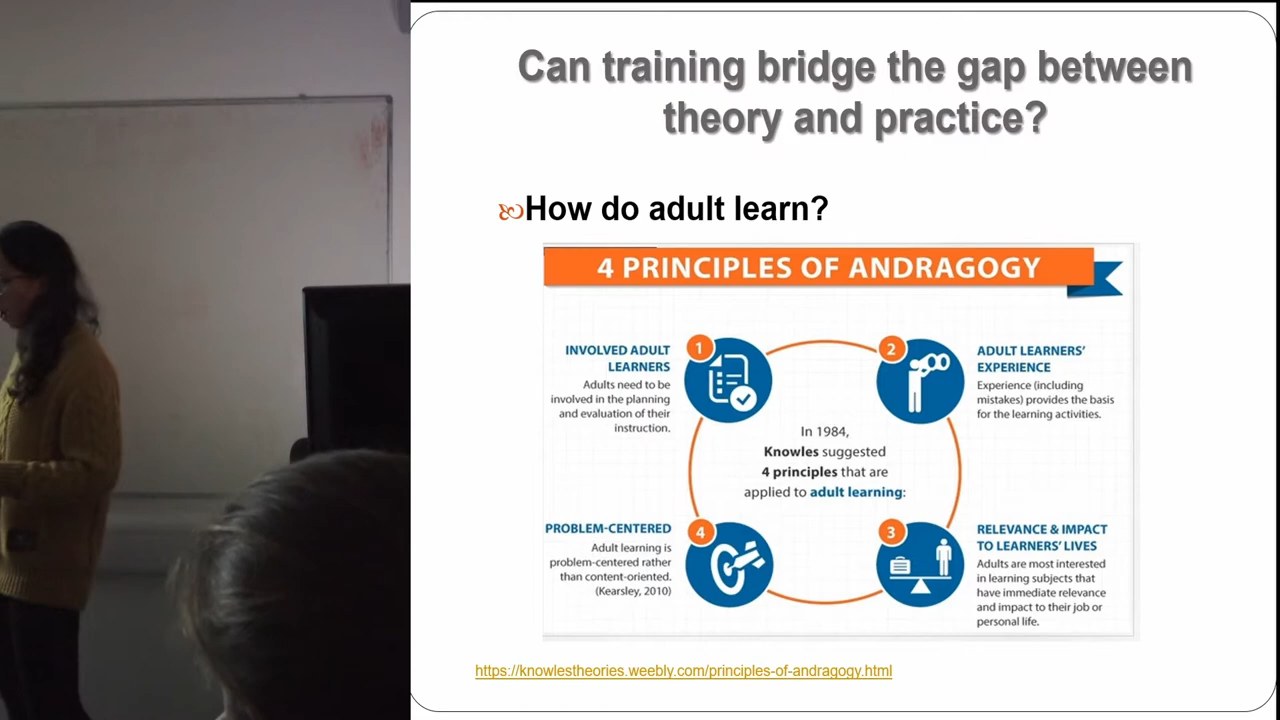 Can training bridge the gap between
theory and practice?
How do adult learn?
4 PRINCIPLES OF ANDRAGOGY
1
INVOLVED ADULT
LEARNERS
Adults need to be
involved in the planning
and evaluation of their
instruction.
2
ADULT LEARNERS'
EXPERIENCE
Experience (including
mistakes) provides the basis
for the learning activities.
In 1984,
Knowles suggested
4 principles that are
applied to adult learning:
3
RELEVANCE & IMPACT
TO LEARNERS' LIVES
Adults are most interested
in learning subjects that
have immediate relevance
and impact to their job or
personal life.
4
PROBLEM-CENTERED
Adult learning is
problem-centered rather
than content-oriented.
(Kearsley, 2010)
https://knowlestheories.weebly.com/principles-of-andragogy.html